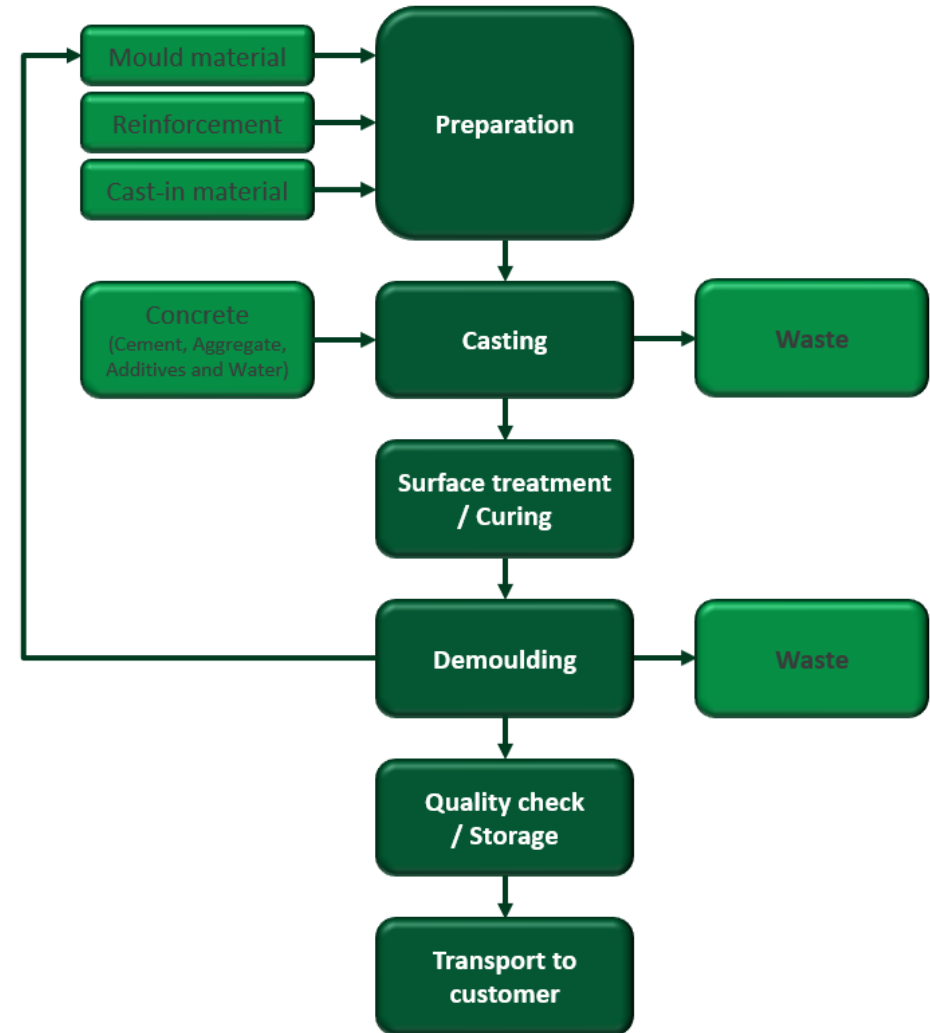 Mould material
Reinforcement
Cast-in material
Preparation
Concrete
(Cement, Aggregate,
Additives and Water)
Casting
Waste
Surface treatment
/ Curing
Demoulding
Waste
Quality check
/ Storage
Transport to
customer